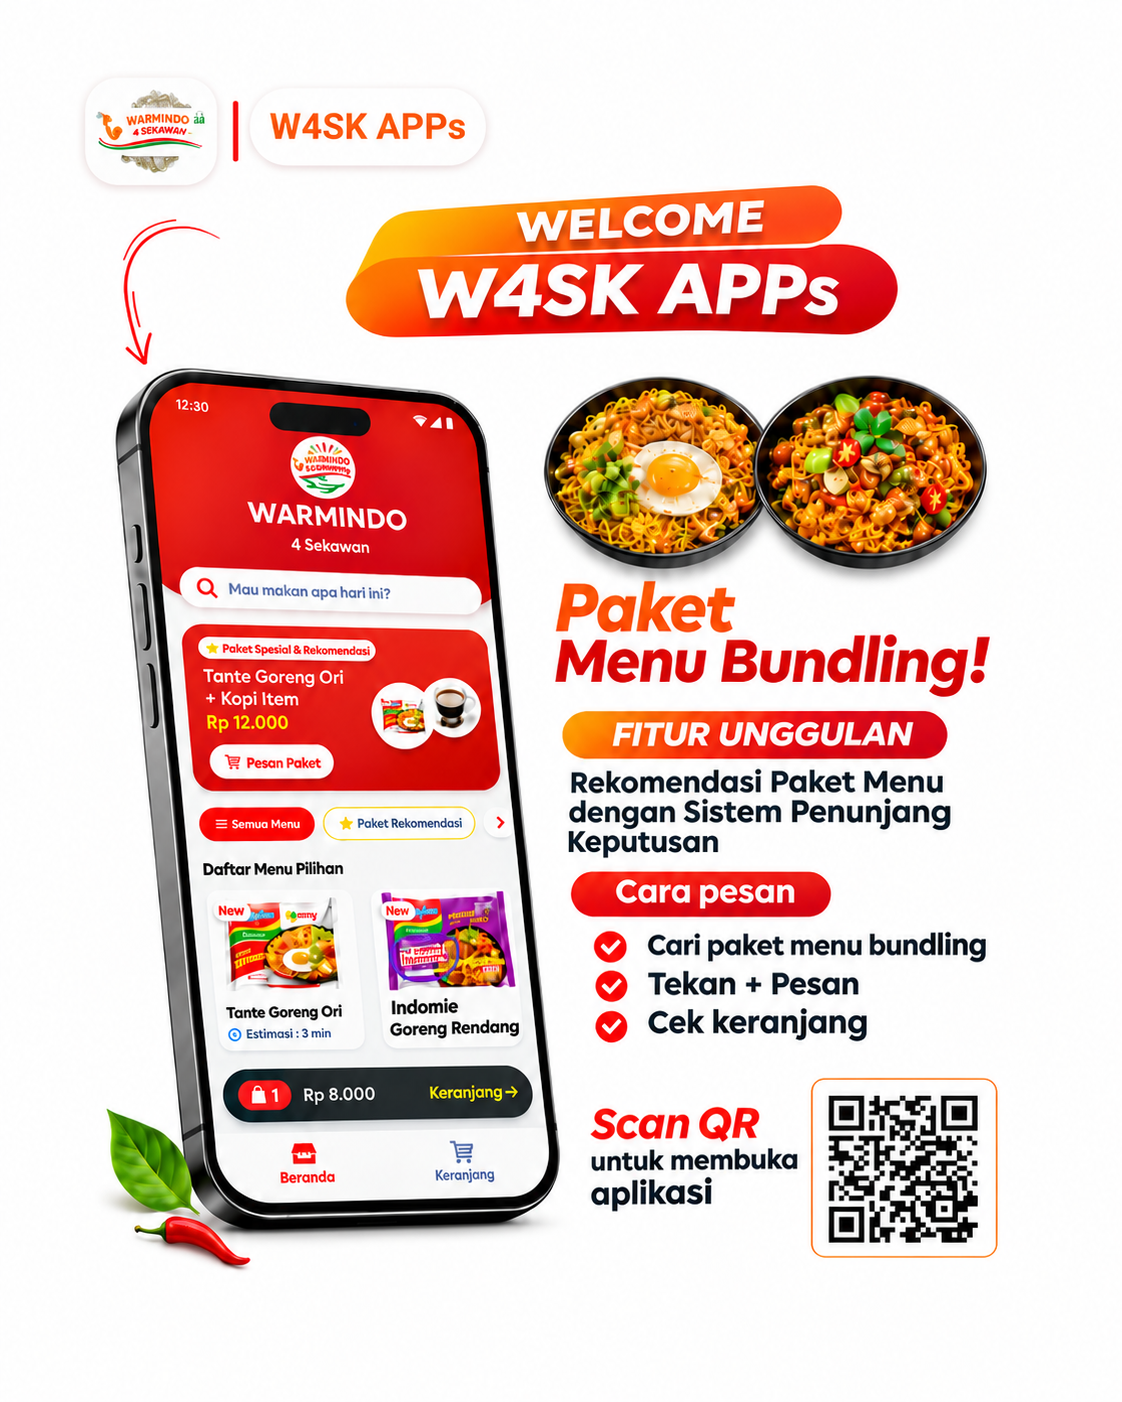 WARMINDO
4 SEKAWAN
W4SK APPs
WELCOME
W4SK APPs
12:30
WARMINDO
WARMINDO
4 Sekawan
Mau makan apa hari ini?
Paket Spesial & Rekomendasi
Tante Goreng Ori
+ Kopi Item
Rp 12.000
Pesan Paket
Semua Menu
Paket Rekomendasi
Daftar Menu Pilihan
New
New
Tante Goreng Ori
Estimasi : 3 min
Indomie
Goreng Rendang
1
Rp 8.000
Keranjang
Beranda
Keranjang
Paket
Menu Bundling!
FITUR UNGGULAN
Rekomendasi Paket Menu
dengan Sistem Penunjang
Keputusan
Cara pesan
Cari paket menu bundling
Tekan + Pesan
Cek keranjang
Scan QR
untuk membuka
aplikasi